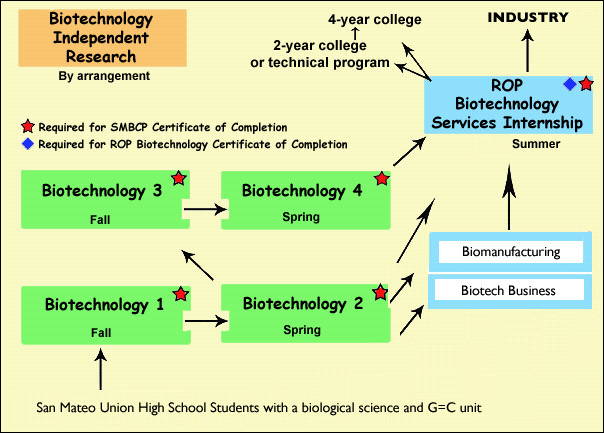 Biotechnology
Independent
Research
By arrangement
4-year college
2-year college
or technical program
INDUSTRY
ROP
Biotechnology
Services Internship
Summer
Required for SMBCP Certificate of Completion
Required for ROP Biotechnology Certificate of Completion
Biotechnology 3
Fall
Biotechnology 4
Spring
Biomanufacturing
Biotech Business
Biotechnology 1
Fall
Biotechnology 2
Spring
San Mateo Union High School Students with a biological science and G=C unit